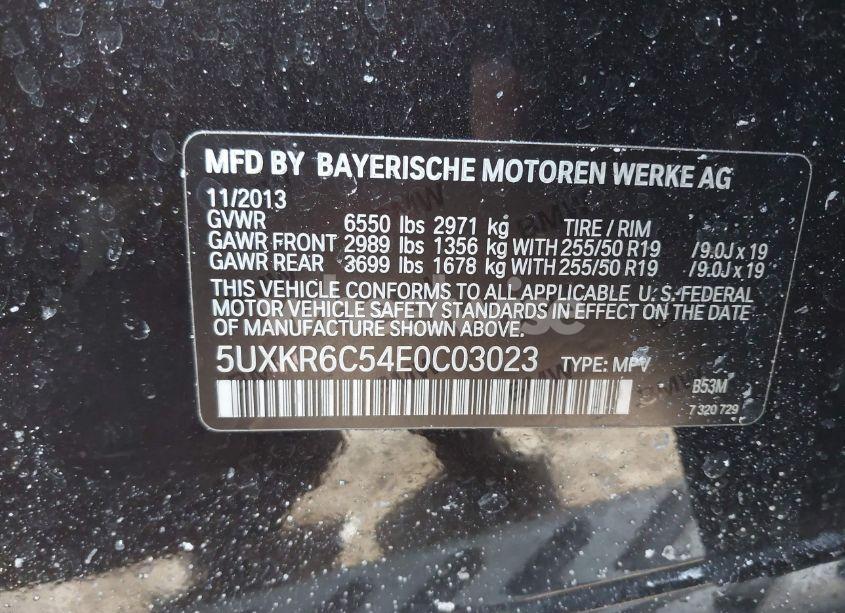 MFD BY BAYERISCHE MOTOREN WERKE AG
11/2013
GVWR 6550 lbs 2971 kg TIRE / RIM
GAWR FRONT 2989 lbs 1356 kg WITH 255/50 R19 /9.0J x 19
GAWR REAR 3699 lbs 1678 kg WITH 255/50 R19 /9.0J x 19
THIS VEHICLE CONFORMS TO ALL APPLICABLE U.S. FEDERAL
MOTOR VEHICLE SAFETY STANDARDS IN EFFECT ON THE DATE
OF MANUFACTURE SHOWN ABOVE.
5UXKR6C54E0C03023 TYPE: MPV
B53M
7 320 729